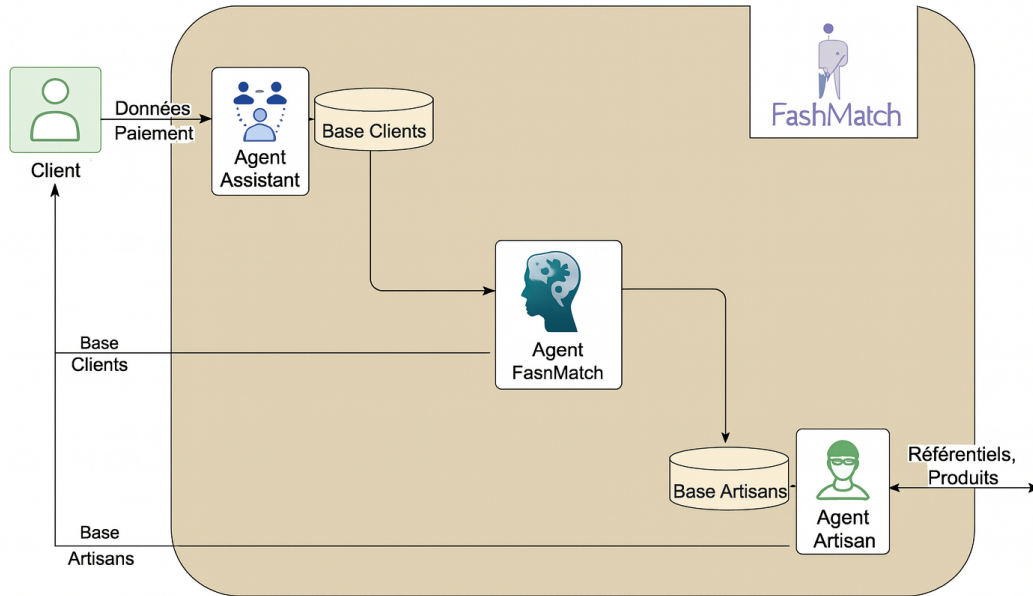 FashMatch
Données
Paiement
Client
Agent
Assistant
Base Clients
Agent
FasnMatch
Base
Clients
Base Artisans
Agent
Artisan
Référentiels,
Produits
Base
Artisans